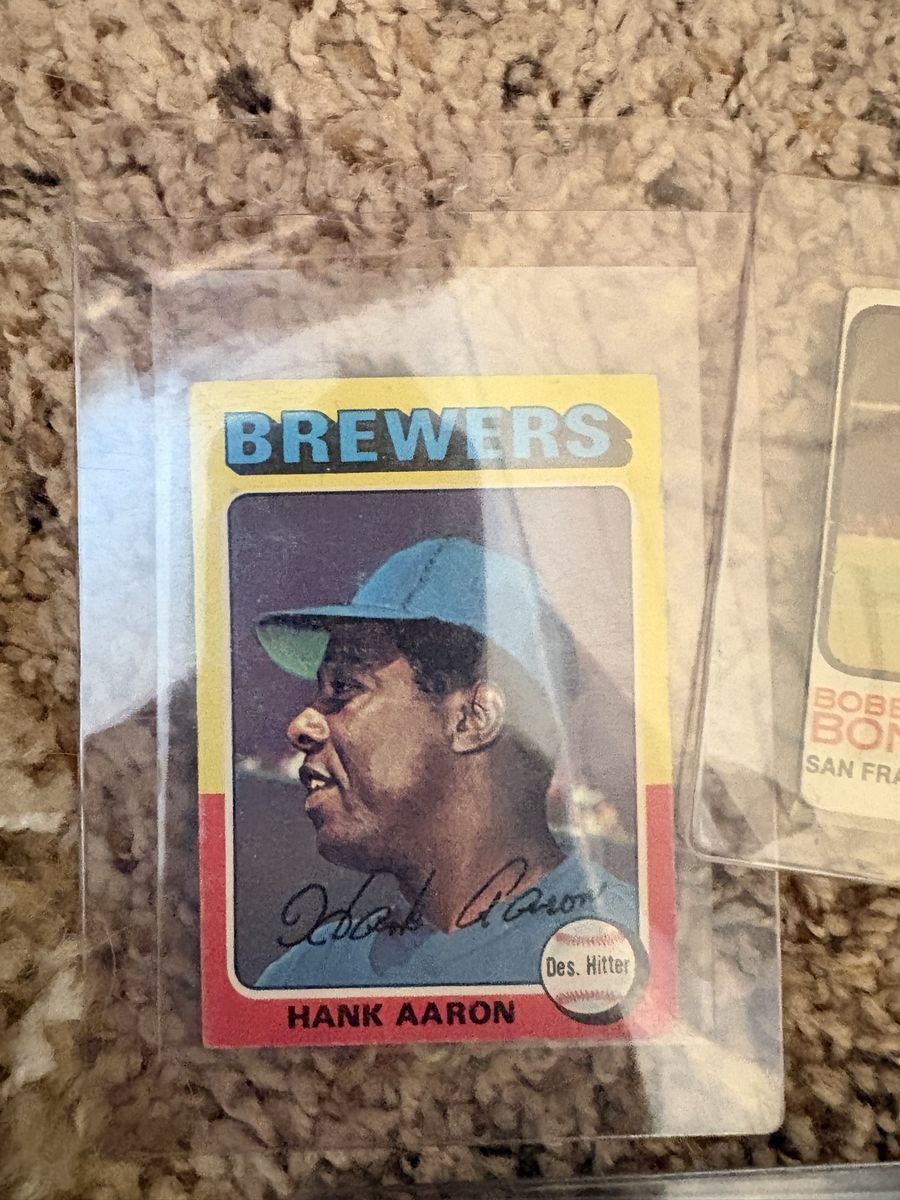 BREWERS
Hank Aaron
Des. Hitter
HANK AARON
BOBB
BON
SAN FRA